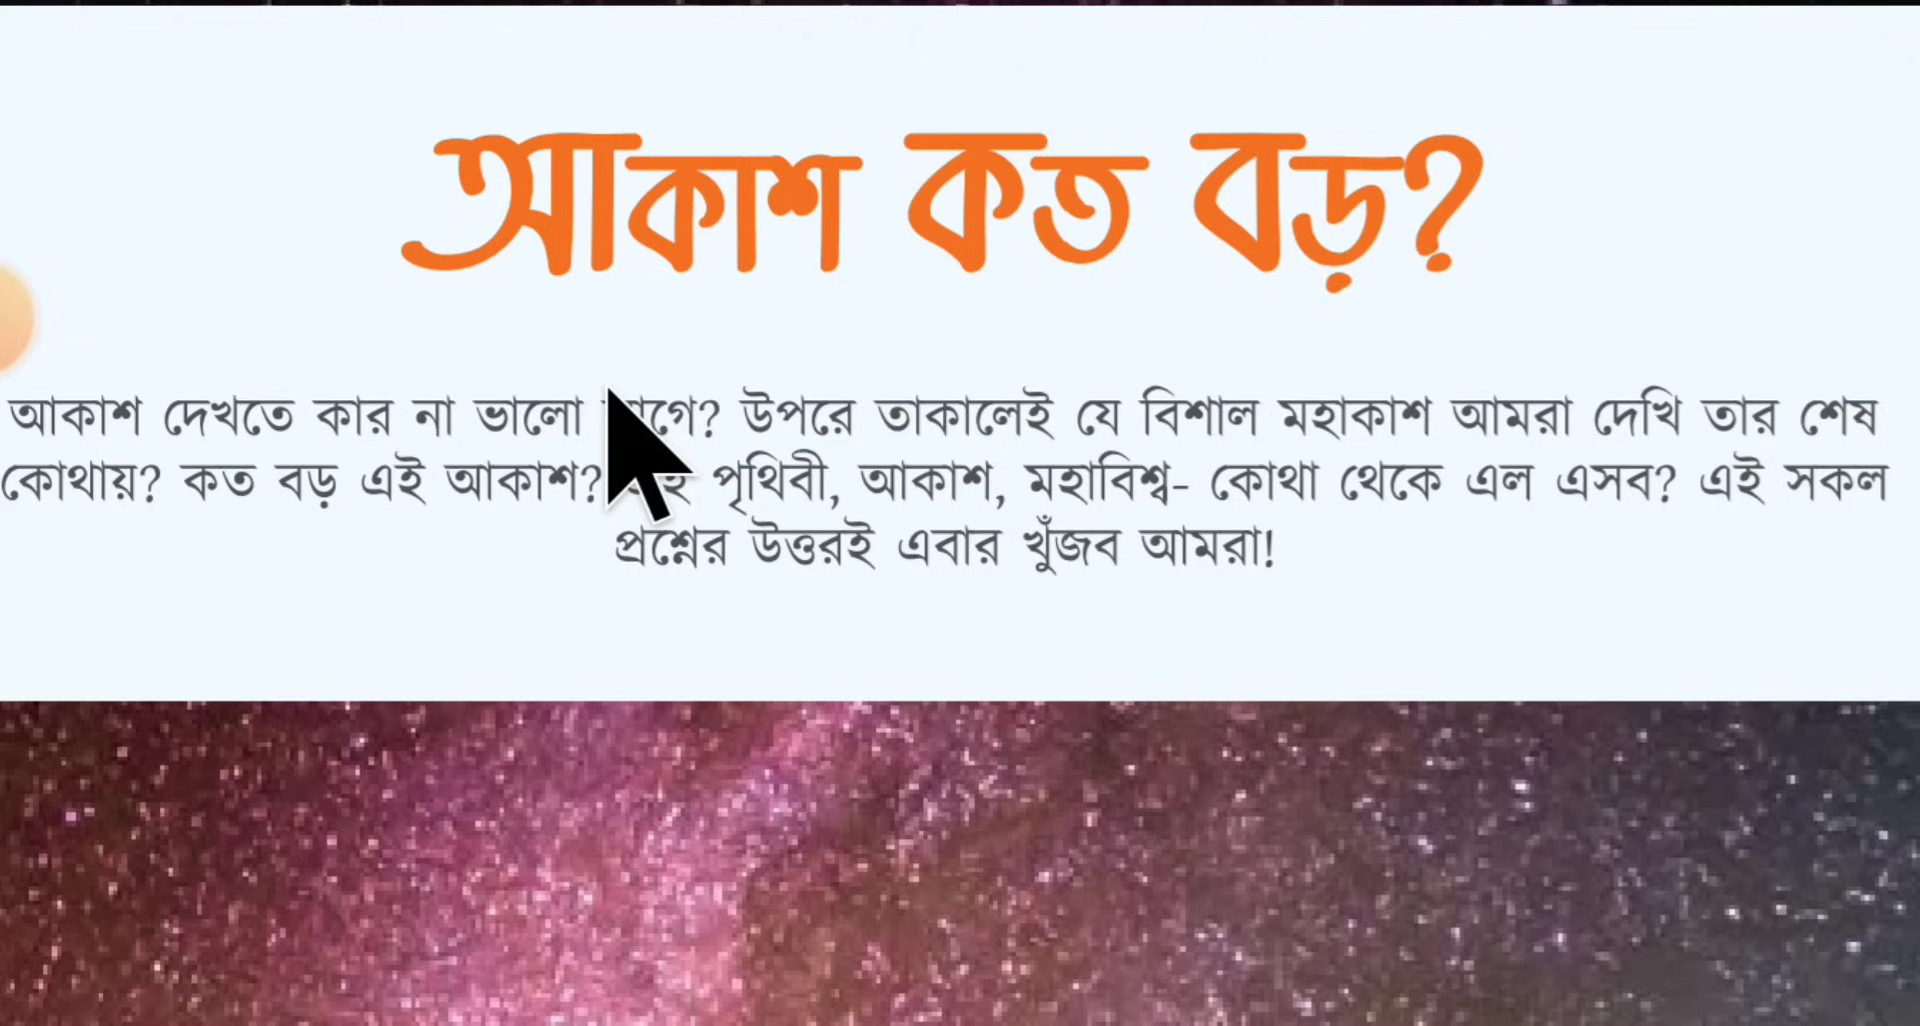 আকাশ কত বড়?
আকাশ দেখতে কার না ভালো উপরে তাকালেই যে বিশাল মহাকাশ আমরা দেখি তার শেষ
কোথায়? কত বড় এই আকাশ? পৃথিবী, আকাশ, মহাবিশ্ব- কোথা থেকে এল এসব? এই সকল
প্রশ্নের উত্তরই এবার খুঁজব আমরা!